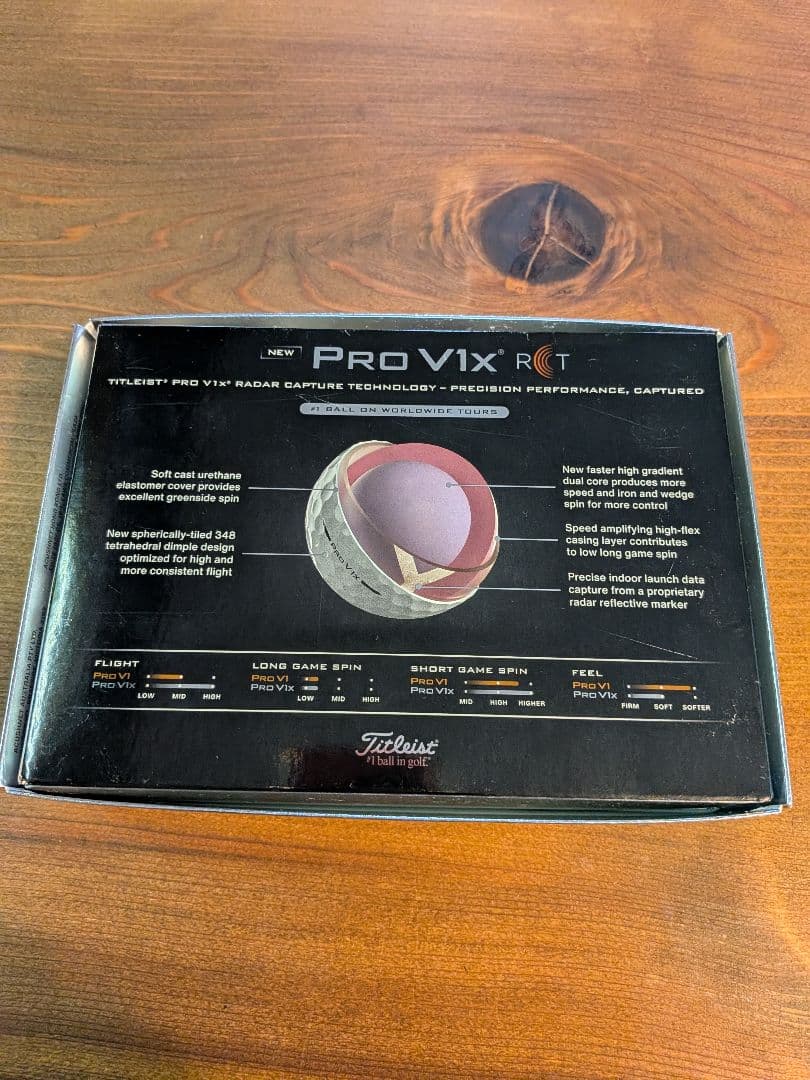 NEW PRO V1x® RCT
TITLEIST® PRO V1x® RADAR CAPTURE TECHNOLOGY – PRECISION PERFORMANCE, CAPTURED
#1 BALL ON WORLDWIDE TOURS
Soft cast urethane
elastomer cover provides
excellent greenside spin
New spherically-tiled 348
tetrahedral dimple design
optimized for high and
more consistent flight
PRO V1x
New faster high gradient
dual core produces more
speed and iron and wedge
spin for more control
Speed amplifying high-flex
casing layer contributes
to low long game spin
Precise indoor launch data
capture from a proprietary
radar reflective marker
FLIGHT
PRO V1
PRO V1x
LOW MID HIGH
LONG GAME SPIN
PRO V1
PRO V1x
LOW MID HIGH
SHORT GAME SPIN
PRO V1
PRO V1x
MID HIGH HIGHER
FEEL
PRO V1
PRO V1x
FIRM SOFT SOFTER
Titleist®
#1 ball in golf.®